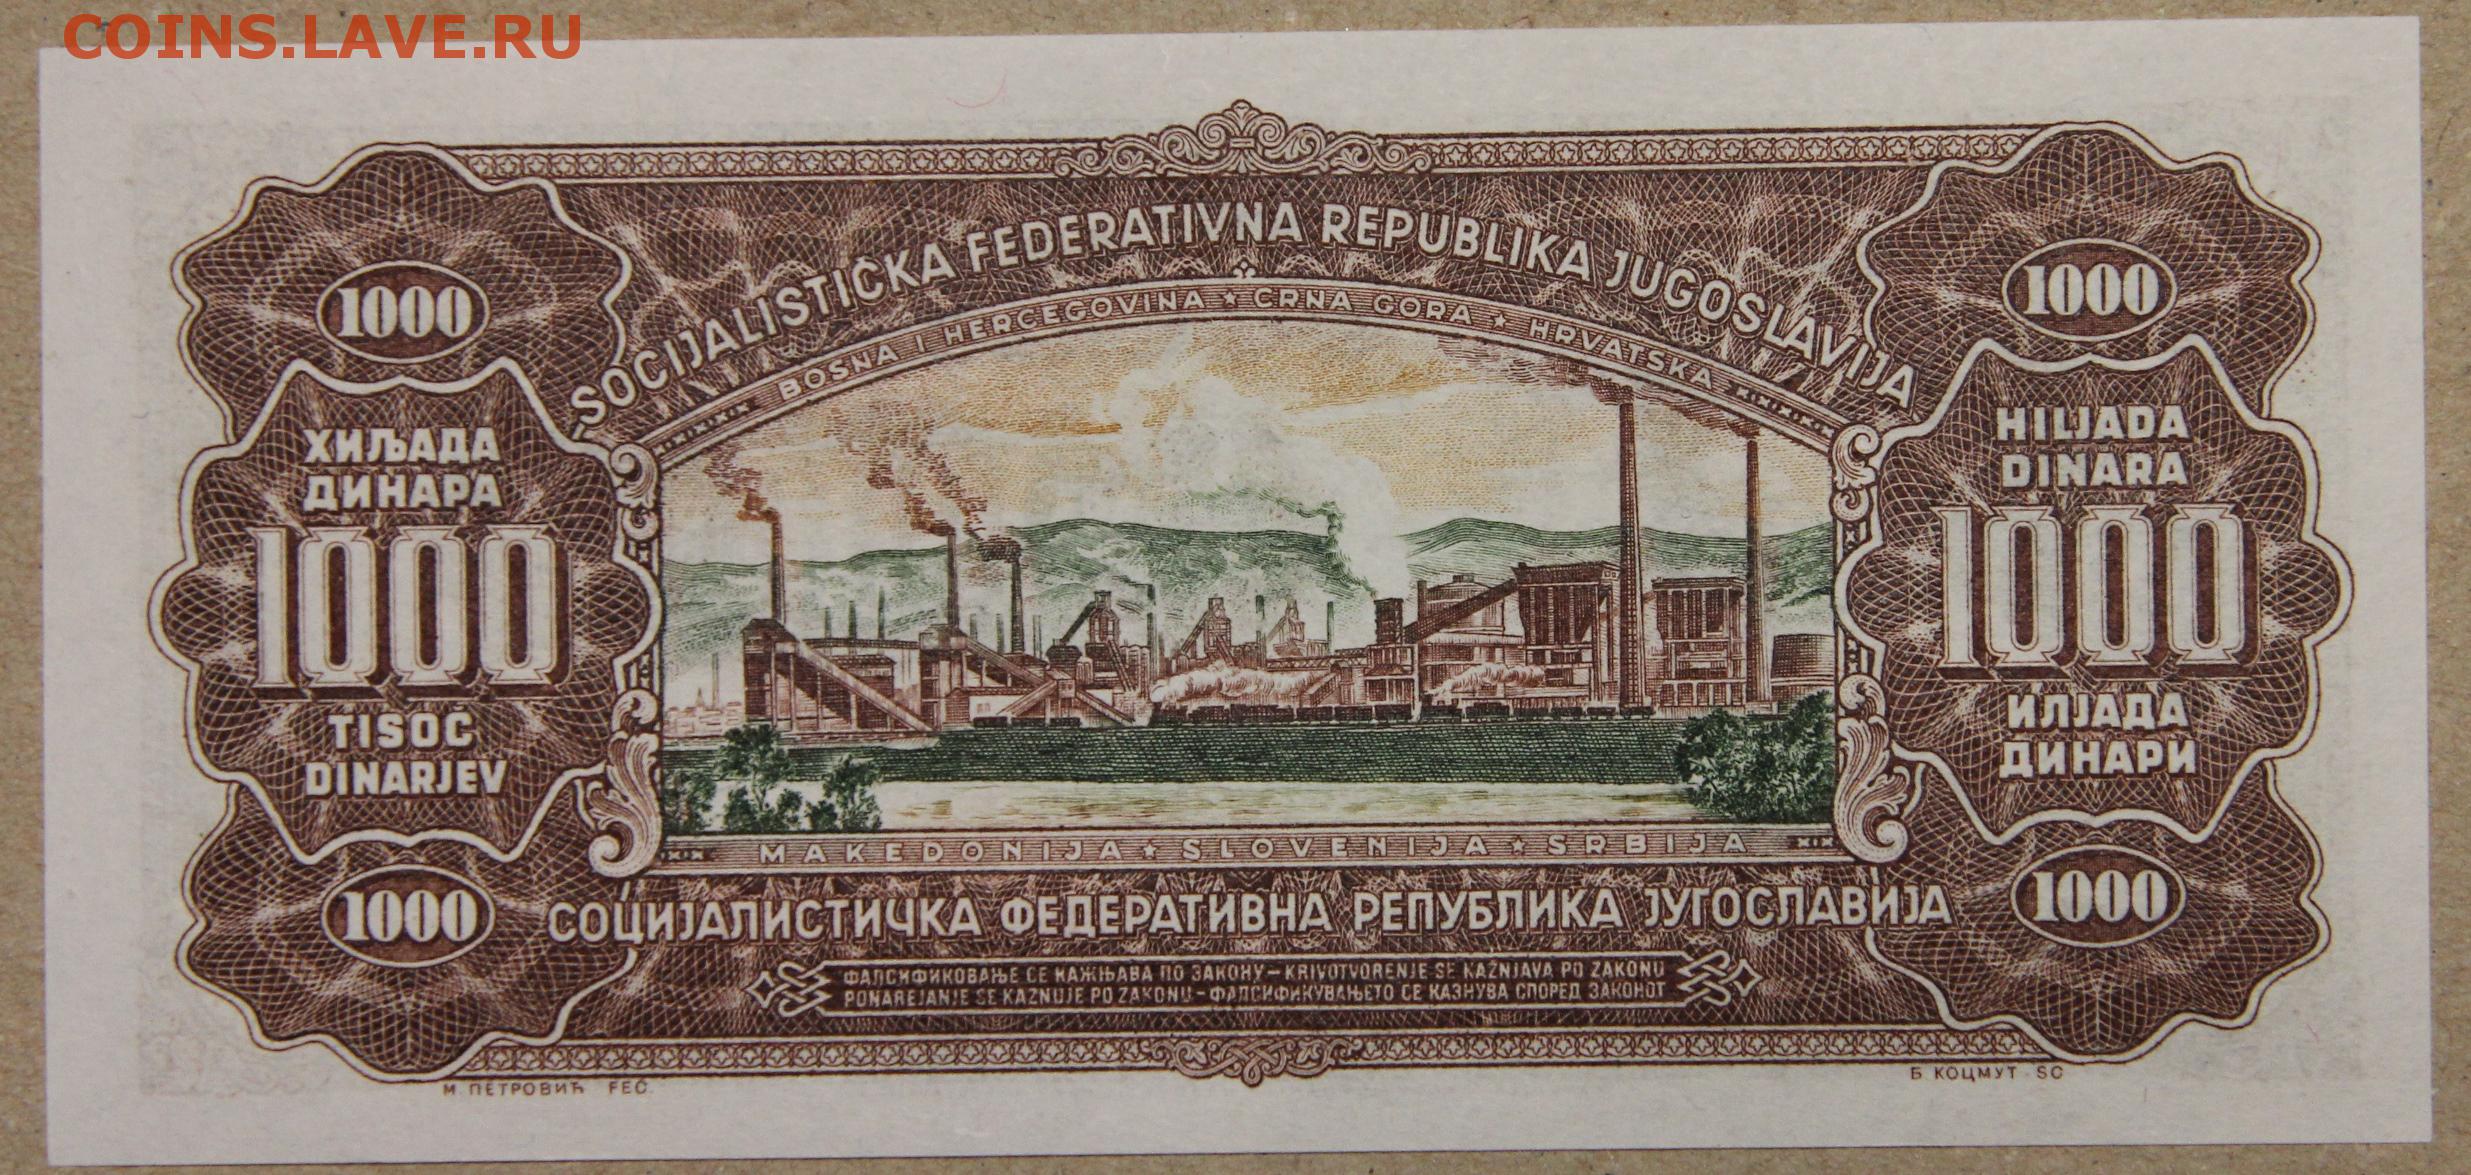 COINS.LAVE.RU
SOCIJALISTIČKA FEDERATIVNA REPUBLIKA JUGOSLAVIJA
BOSNA I HERCEGOVINA ★ CRNA GORA ★ HRVATSKA
1000
ХИЉАДА
ДИНАРА
1000
TISOČ
DINARJEV
1000
1000
HILJADA
DINARA
1000
ИЛЈАДА
ДИНАРИ
1000
MAKEDONIJA ★ SLOVENIJA ★ SRBIJA
СОЦИЈАЛИСТИЧКА ФЕДЕРАТИВНА РЕПУБЛИКА ЈУГОСЛАВИЈА
ФАЛСИФИКОВАЊЕ СЕ КАЖЊАВА ПО ЗАКОНУ – KRIVOTVORENJE SE KAŽNJAVA PO ZAKONU
PONAREJANJE SE KAZNUJE PO ZAKONU – ФАЛСИФИКУВАЊЕТО СЕ КАЗНУВА СПОРЕД ЗАКОНОТ
М. ПЕТРОВИЋ FEC.
Б. КОЦМУТ SC